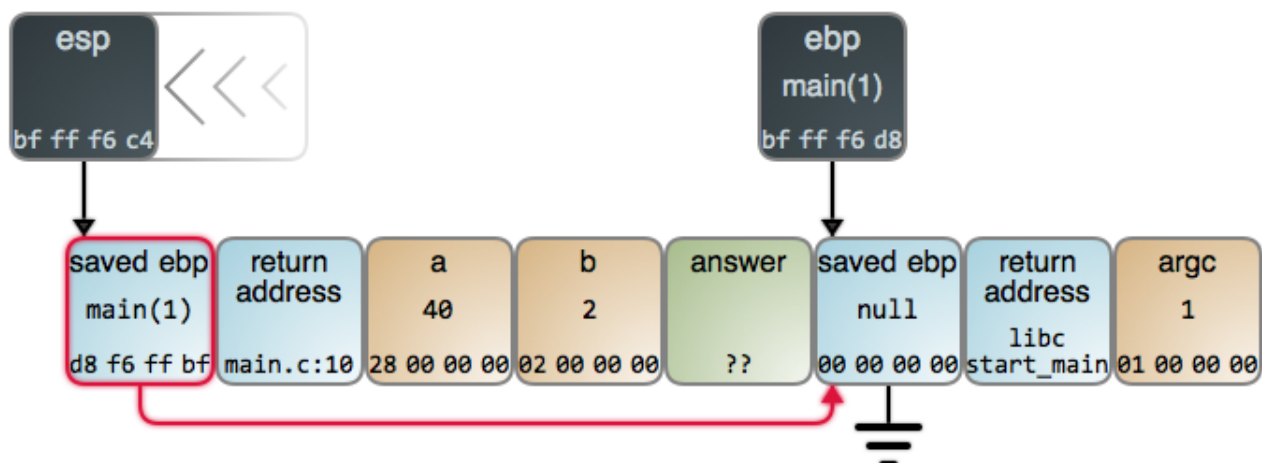 esp
bf ff f6 c4
ebp
main(1)
bf ff f6 d8
saved ebp
main(1)
d8 f6 ff bf
return
address
main.c:10
a
40
28 00 00 00
b
2
02 00 00 00
answer
??
saved ebp
null
00 00 00 00
return
address
libc
start_main
argc
1
01 00 00 00